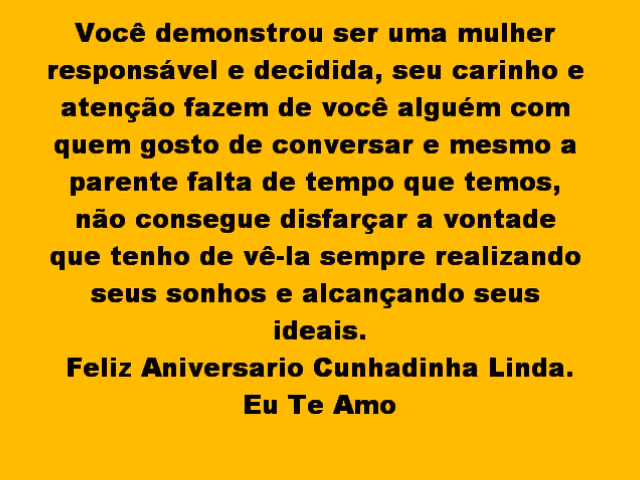 Você demonstrou ser uma mulher
responsável e decidida, seu carinho e
atenção fazem de você alguém com
quem gosto de conversar e mesmo a
parente falta de tempo que temos,
não consegue disfarçar a vontade
que tenho de vê-la sempre realizando
seus sonhos e alcançando seus
ideais.
Feliz Aniversario Cunhadinha Linda.
Eu Te Amo